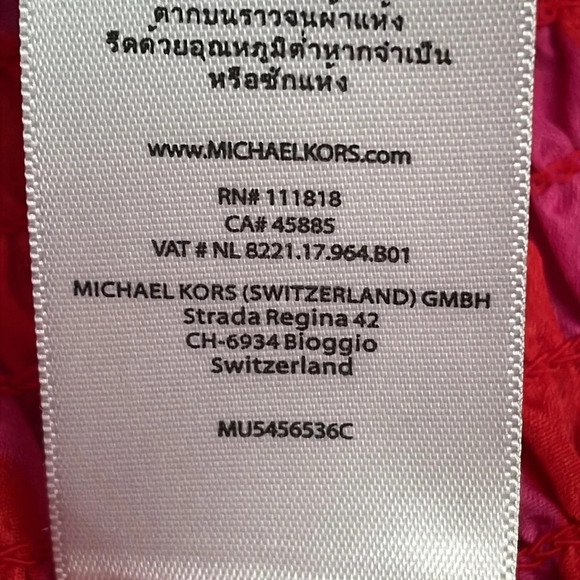 ตากบนราวจนผ้าแห้ง
รีดด้วยอุณหภูมิต่ำหากจำเป็น
หรือซักแห้ง
www.MICHAELKORS.com
RN# 111818
CA# 45885
VAT # NL 8221.17.964.B01
MICHAEL KORS (SWITZERLAND) GMBH
Strada Regina 42
CH-6934 Bioggio
Switzerland
MU5456536C